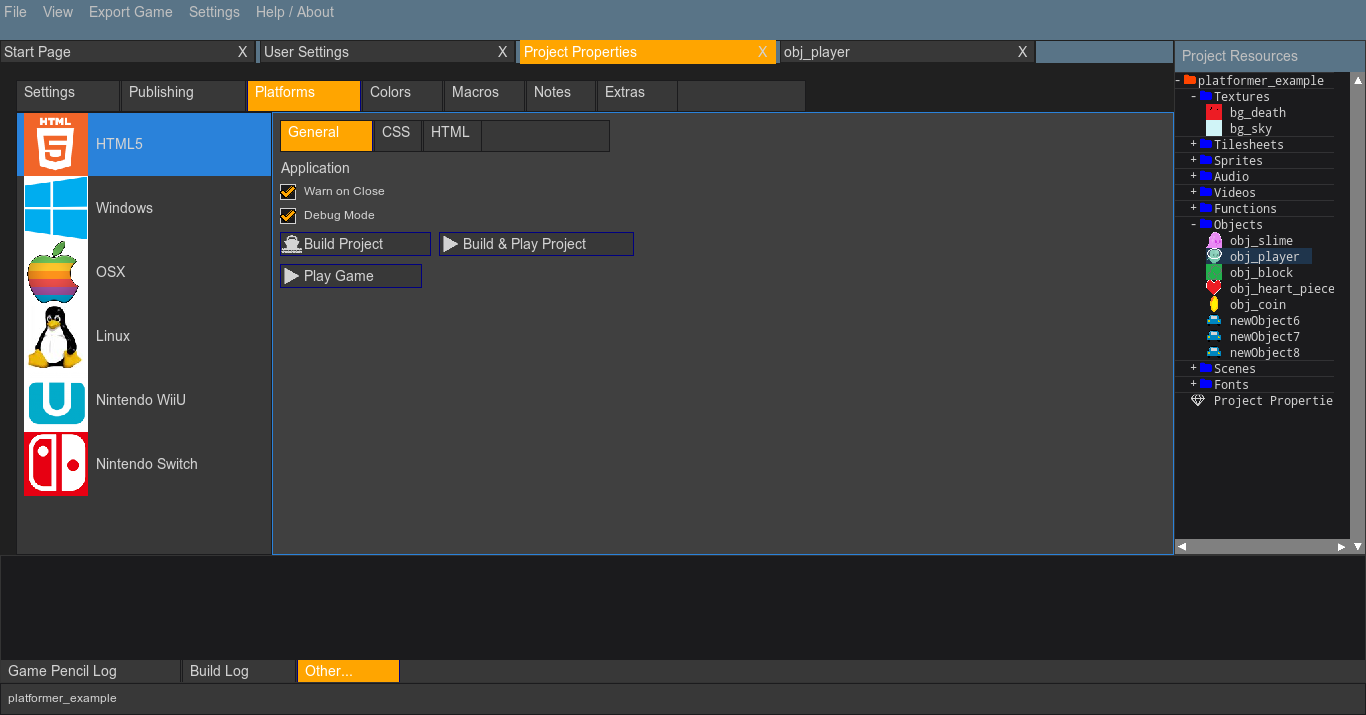 File View Export Game Settings Help / About
Start Page X User Settings X Project Properties X obj_player X
Project Resources
Settings Publishing Platforms Colors Macros Notes Extras
HTML
HTML5
Windows
OSX
Linux
Nintendo WiiU
Nintendo Switch
General CSS HTML
Application
Warn on Close
Debug Mode
Build Project Build & Play Project
Play Game
- platformer_example
- Textures
bg_death
bg_sky
+ Tilesheets
+ Sprites
+ Audio
+ Videos
+ Functions
- Objects
obj_slime
obj_player
obj_block
obj_heart_piece
obj_coin
newObject6
newObject7
newObject8
+ Scenes
+ Fonts
Project Propertie
Game Pencil Log Build Log Other...
platformer_example